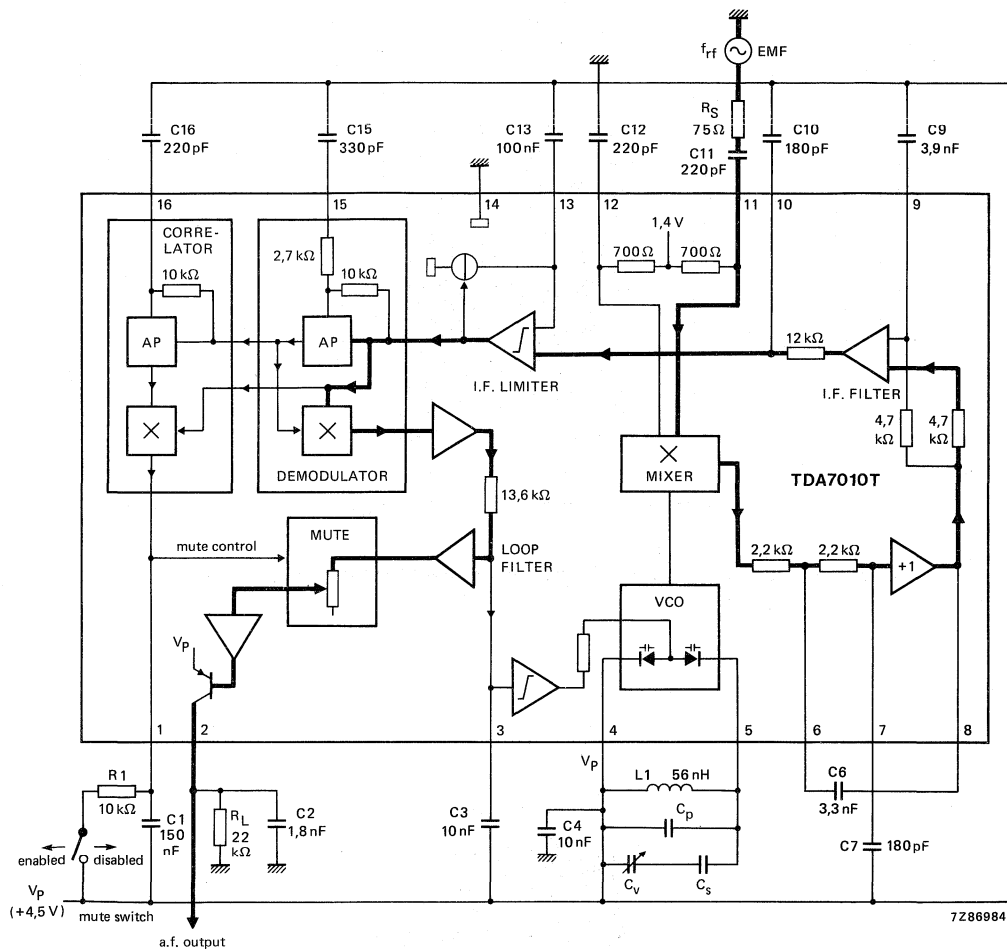 f_rf EMF
R_S
75Ω
C16
220pF
C15
330pF
C13
100nF
C12
220pF
C11
220pF
C10
180pF
C9
3,9nF
16
15
14
13
12
11
10
9
CORRE-
LATOR
10kΩ
2,7kΩ
10kΩ
1,4V
700Ω
700Ω
AP
AP
I.F. LIMITER
12kΩ
I.F. FILTER
4,7
kΩ
4,7
kΩ
DEMODULATOR
MIXER
TDA7010T
13,6kΩ
mute control
MUTE
LOOP
FILTER
2,2kΩ
2,2kΩ
+1
VCO
V_P
1
2
3
4
5
6
7
8
R1
10kΩ
enabled
disabled
V_P
(+4,5 V)
mute switch
C1
150
nF
R_L
22
kΩ
C2
1,8nF
C3
10nF
V_P
L1 56nH
C4
10nF
C_p
C_v
C_s
C6
3,3nF
C7
180pF
a.f. output
7Z86984